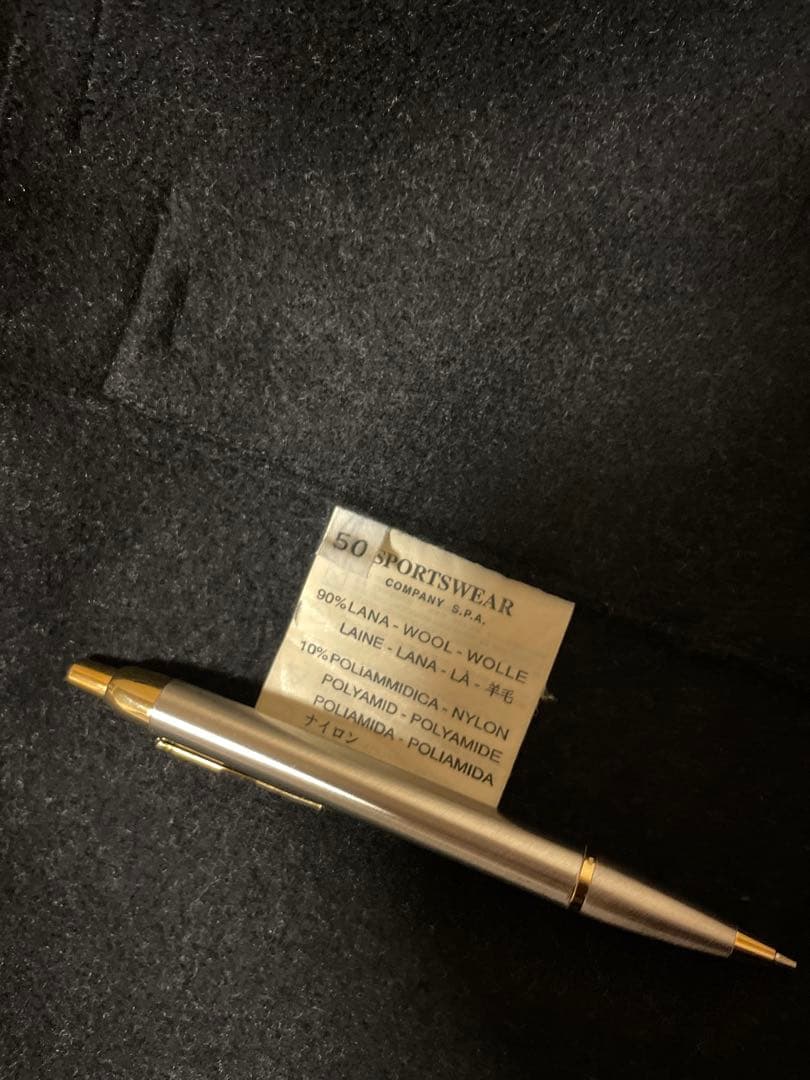 50
SPORTSWEAR
COMPANY S.P.A.
90% LANA - WOOL - WOLLE
LAINE - LANA - LÀ - 羊毛
10% POLIAMMIDICA - NYLON
POLYAMID - POLYAMIDE
POLIAMIDA - POLIAMIDA
ナイロン